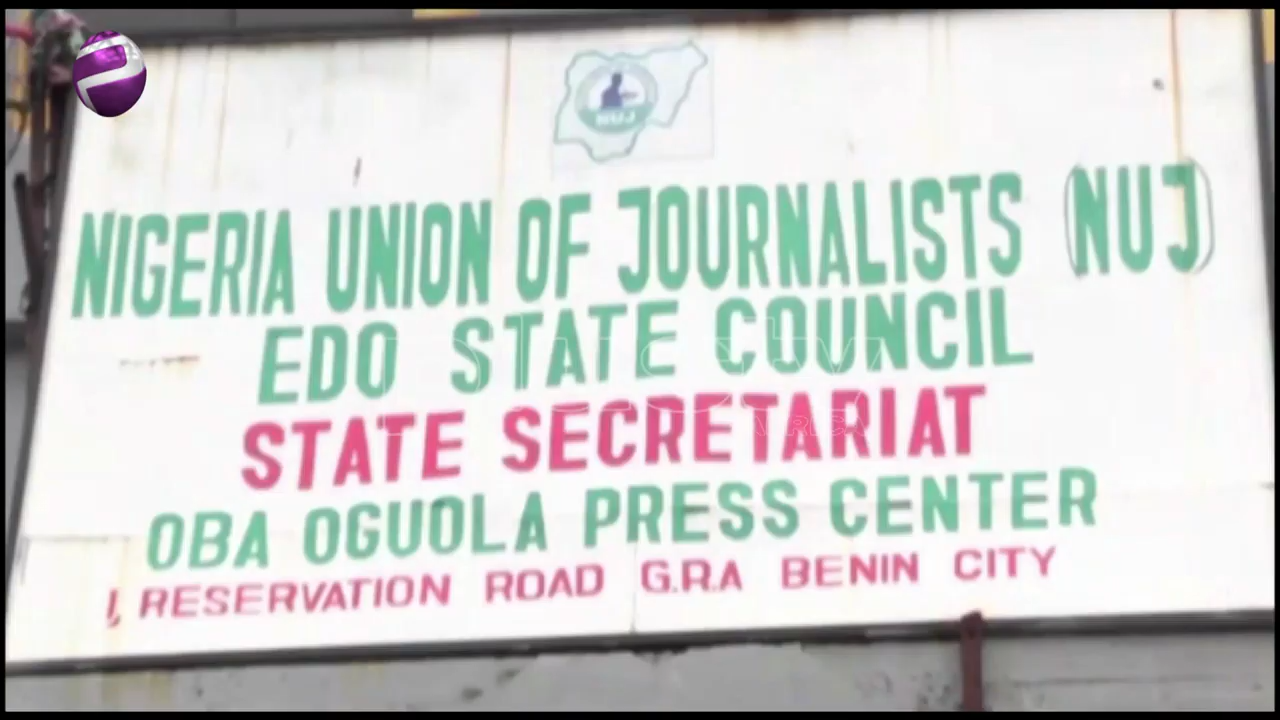 NUJ
NIGERIA UNION OF JOURNALISTS (NUJ)
EDO STATE COUNCIL
STATE SECRETARIAT
OBA OGUOLA PRESS CENTER
1, RESERVATION ROAD G.R.A BENIN CITY